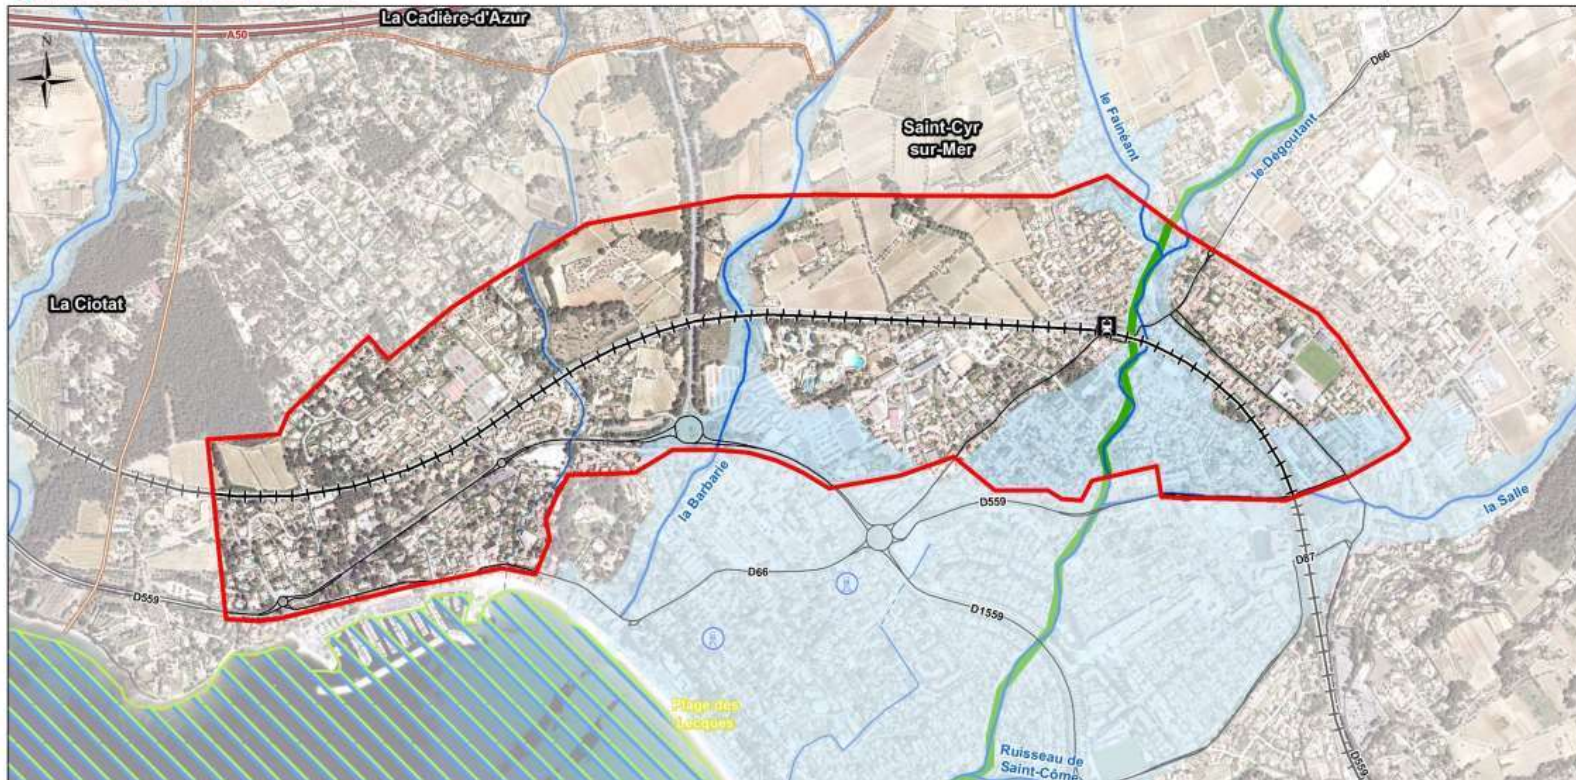 La Cadière-d'Azur
A50
N
D66
le Fainéant
Saint-Cyr
sur-Mer
le Dégoutant
La Ciotat
la Barbarie
D559
la Salle
D66
D87
D559
D1559
Plage des
Lecques
Ruisseau de
Saint-Côme
D559